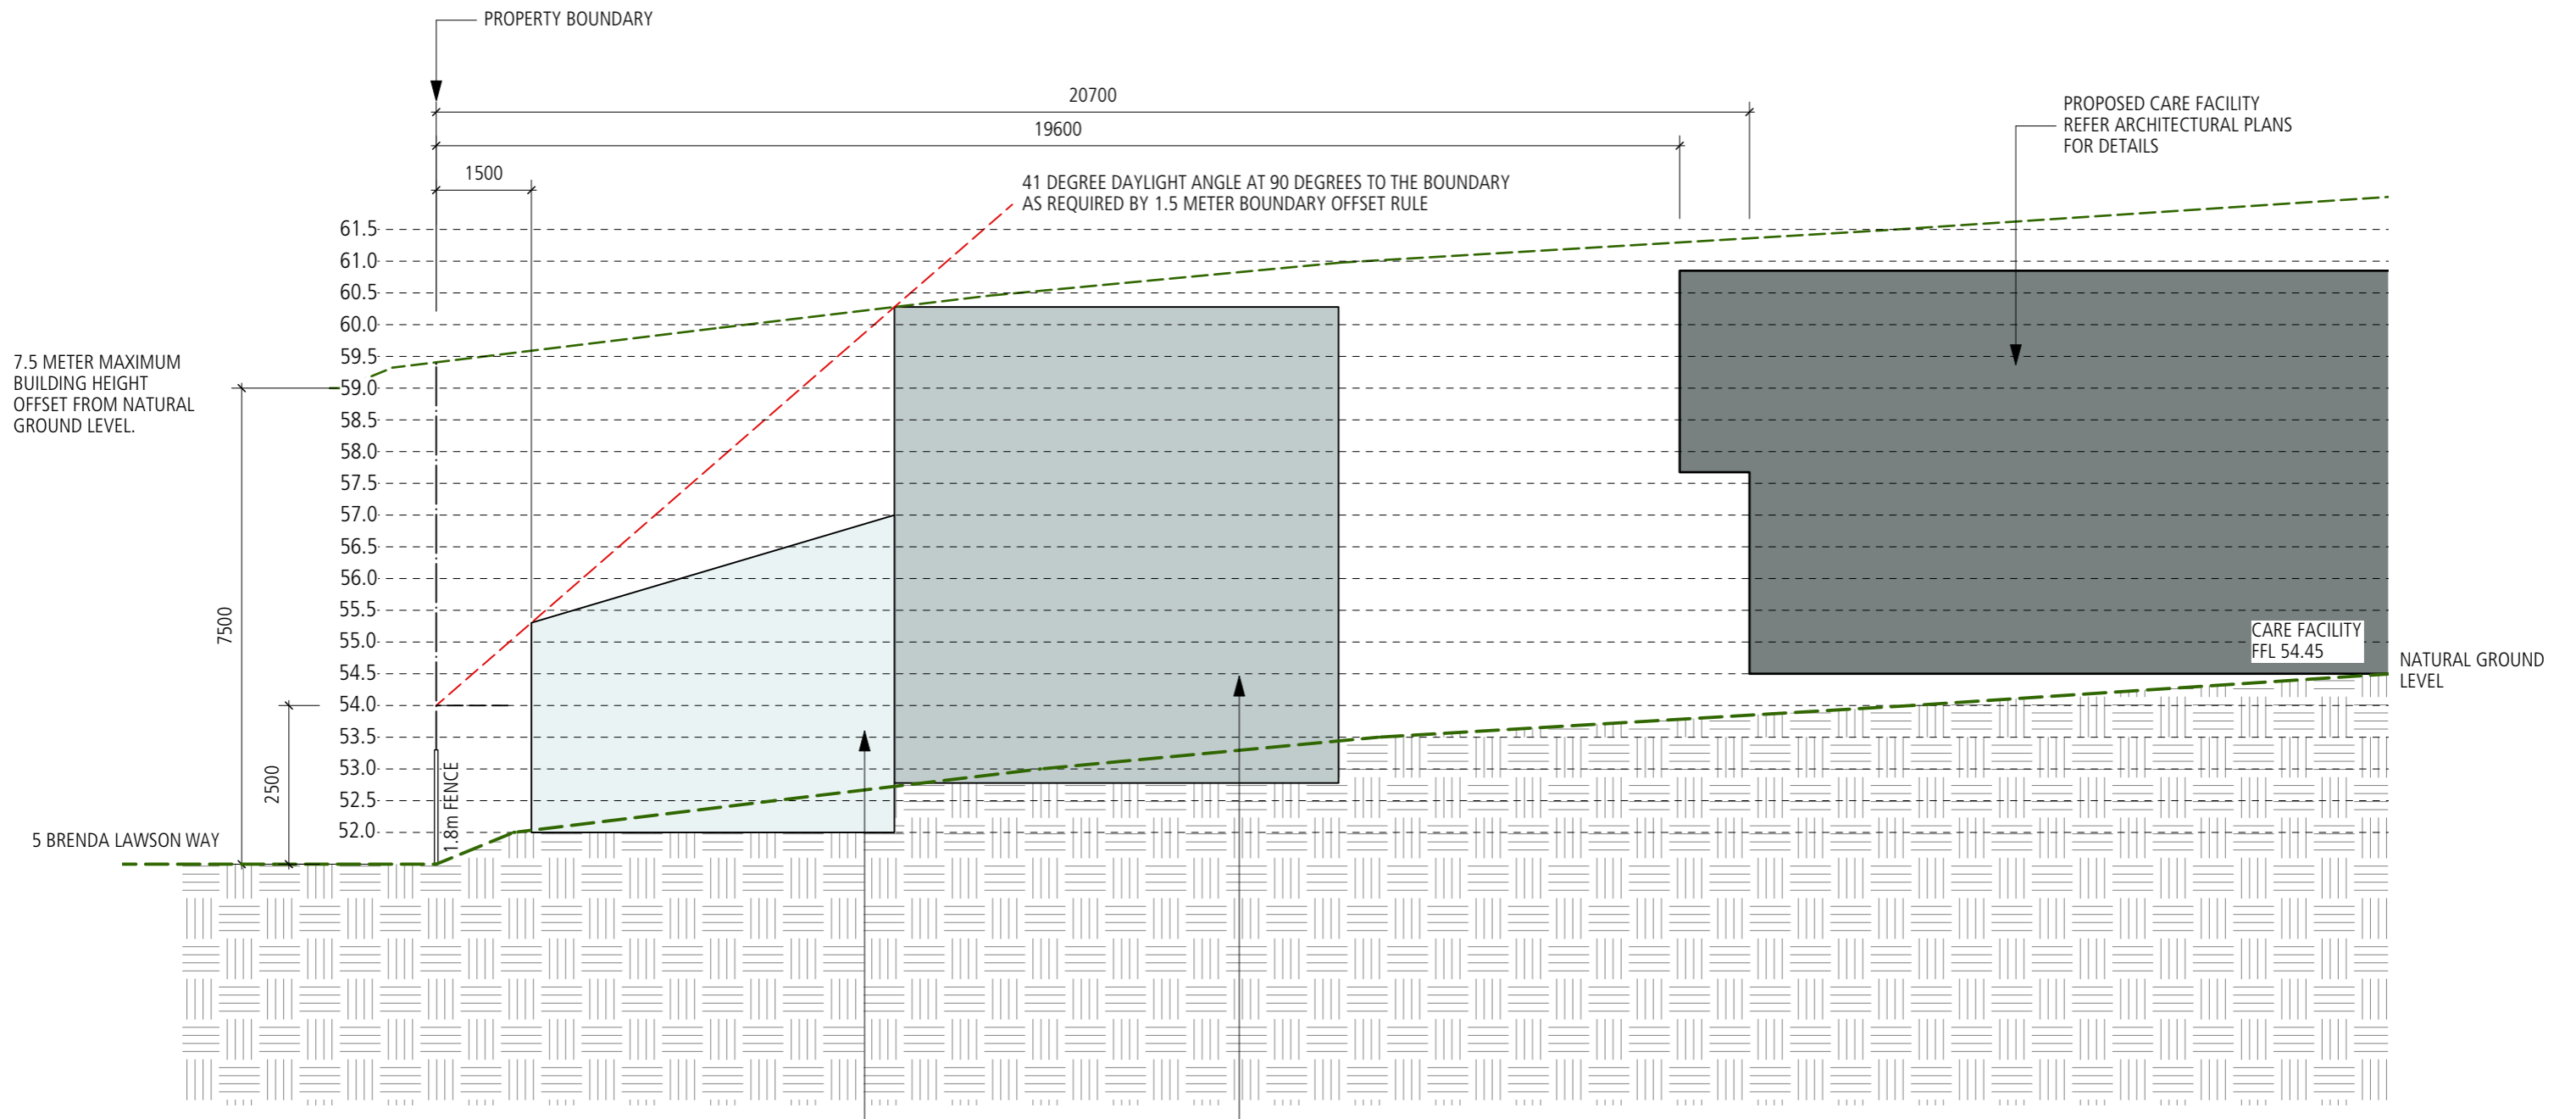 PROPERTY BOUNDARY
20700
19600
1500
PROPOSED CARE FACILITY
REFER ARCHITECTURAL PLANS
FOR DETAILS
41 DEGREE DAYLIGHT ANGLE AT 90 DEGREES TO THE BOUNDARY
AS REQUIRED BY 1.5 METER BOUNDARY OFFSET RULE
61.5
61.0
60.5
60.0
59.5
59.0
58.5
58.0
57.5
57.0
56.5
56.0
55.5
55.0
54.5
54.0
53.5
53.0
52.5
52.0
7.5 METER MAXIMUM
BUILDING HEIGHT
OFFSET FROM NATURAL
GROUND LEVEL.
7500
2500
1.8m FENCE
5 BRENDA LAWSON WAY
CARE FACILITY
FFL 54.45
NATURAL GROUND
LEVEL